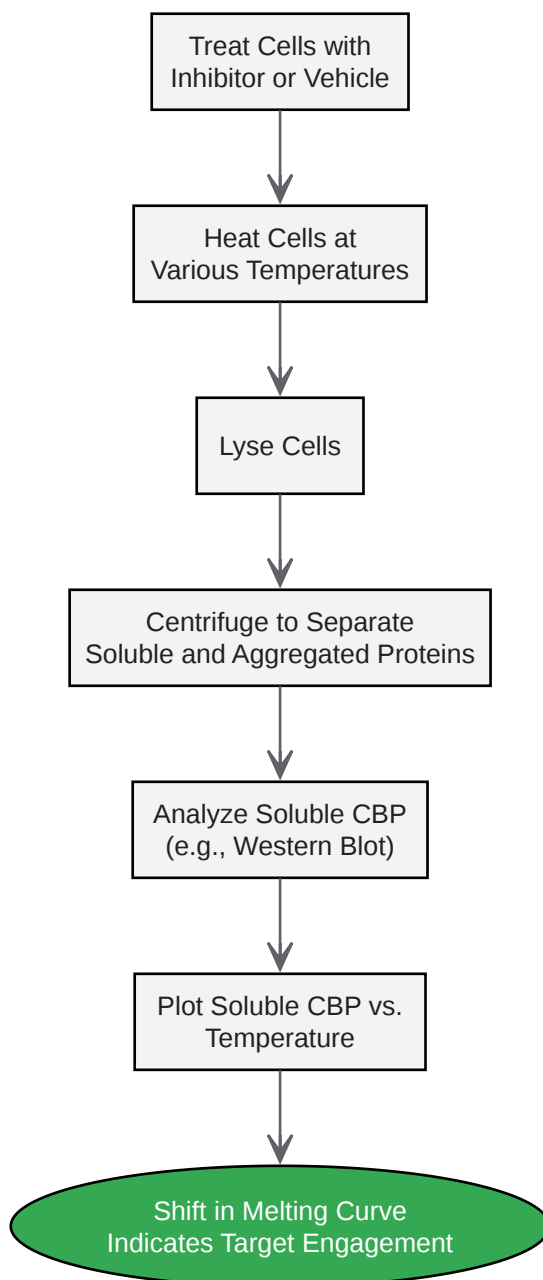 Treat Cells with
Inhibitor or Vehicle
Heat Cells at
Various Temperatures
Lyse Cells
Centrifuge to Separate
Soluble and Aggregated Proteins
Analyze Soluble CBP
(e.g., Western Blot)
Plot Soluble CBP vs.
Temperature
Shift in Melting Curve
Indicates Target Engagement